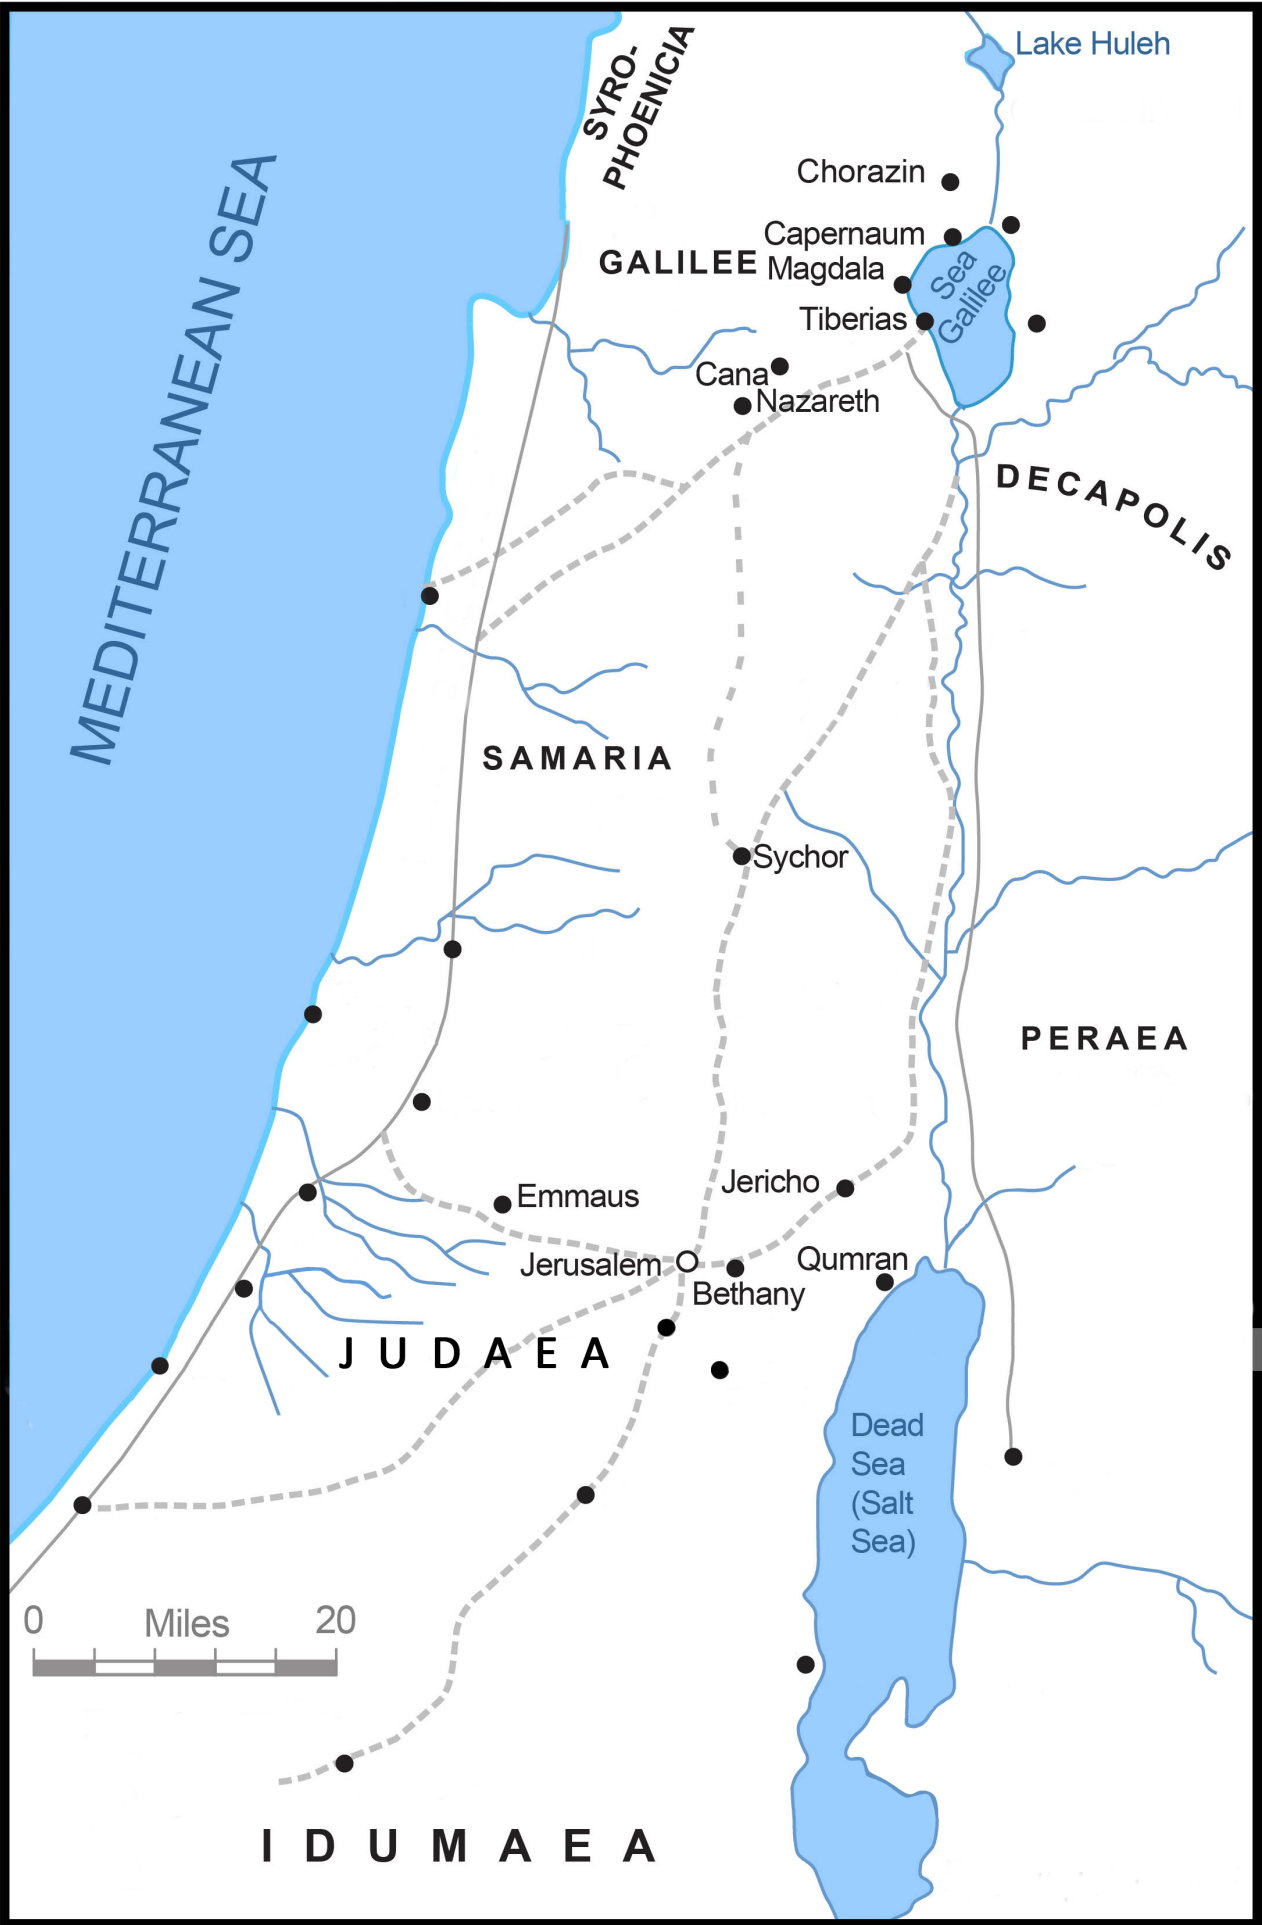 Lake Huleh
SYRO-
PHOENICIA
MEDITERRANEAN SEA
Chorazin
Capernaum
GALILEE
Magdala
Sea
Galilee
Tiberias
Cana
Nazareth
DECAPOLIS
SAMARIA
Sychor
PERAEA
Jericho
Emmaus
Jerusalem
Qumran
Bethany
JUDAEA
Dead
Sea
(Salt
Sea)
0 Miles 20
IDUMAEA